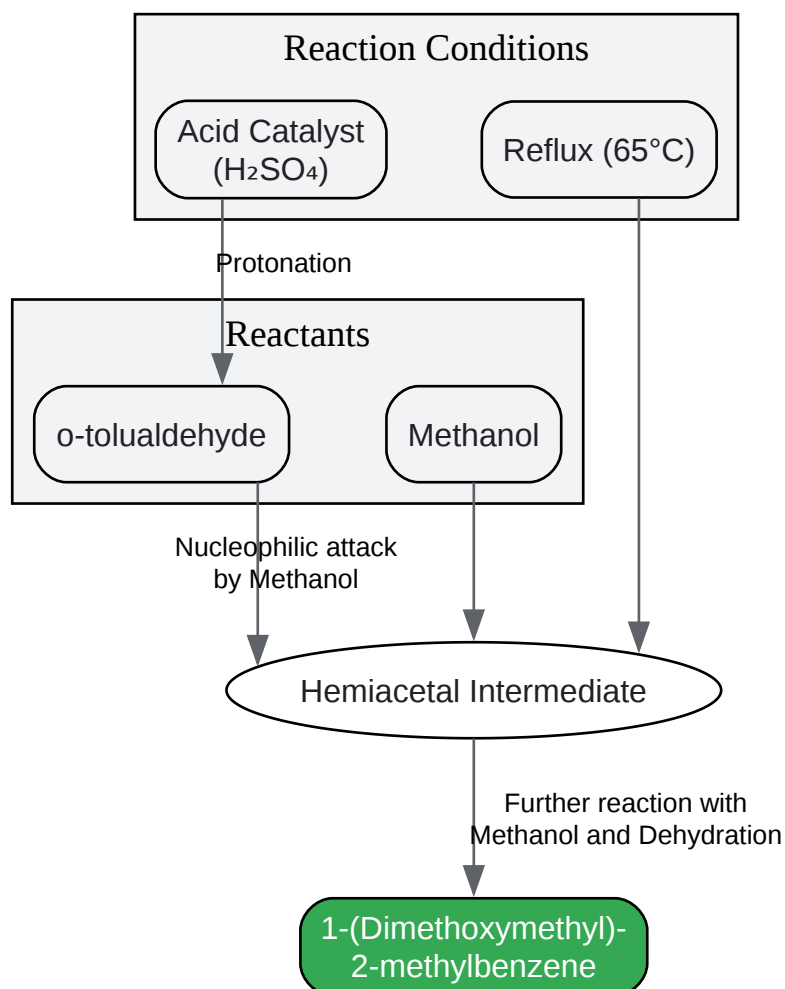 Reaction Conditions
Acid Catalyst
(H₂SO₄)
Reflux (65°C)
Protonation
Reactants
o-tolualdehyde
Methanol
Nucleophilic attack
by Methanol
Hemiacetal Intermediate
Further reaction with
Methanol and Dehydration
1-(Dimethoxymethyl)-
2-methylbenzene